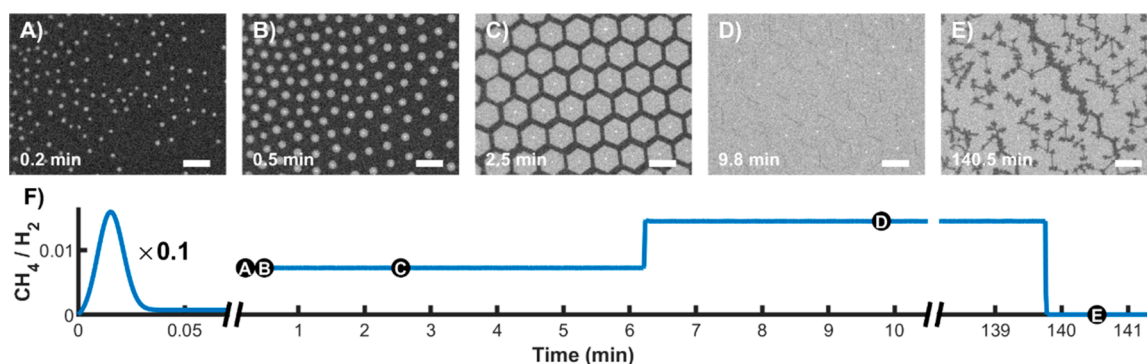 A) B) C) D) E)
0.2 min 0.5 min 2.5 min 9.8 min 140.5 min
F)
CH₄ / H₂
0.01
0
×0.1
A B C D E
0 0.05 1 2 3 4 5 6 7 8 9 10 139 140 141
Time (min)